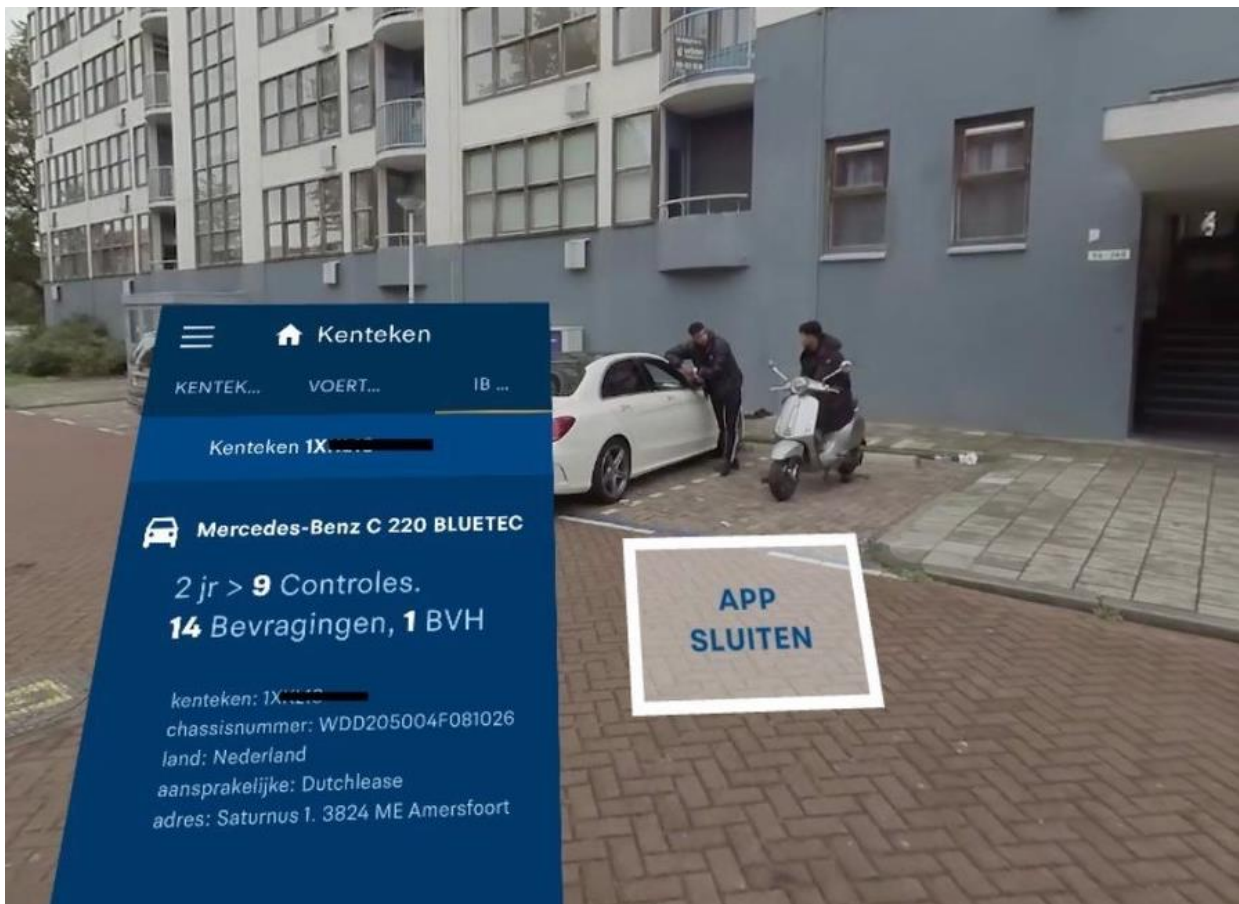 Kenteken
KENTEK... VOERT... IB ...
Kenteken 1X
Mercedes-Benz C 220 BLUETEC
2 jr > 9 Controles.
14 Bevragingen, 1 BVH
kenteken: 1X
chassisnummer: WDD205004F081026
land: Nederland
aansprakelijke: Dutchlease
adres: Saturnus 1. 3824 ME Amersfoort
APP
SLUITEN